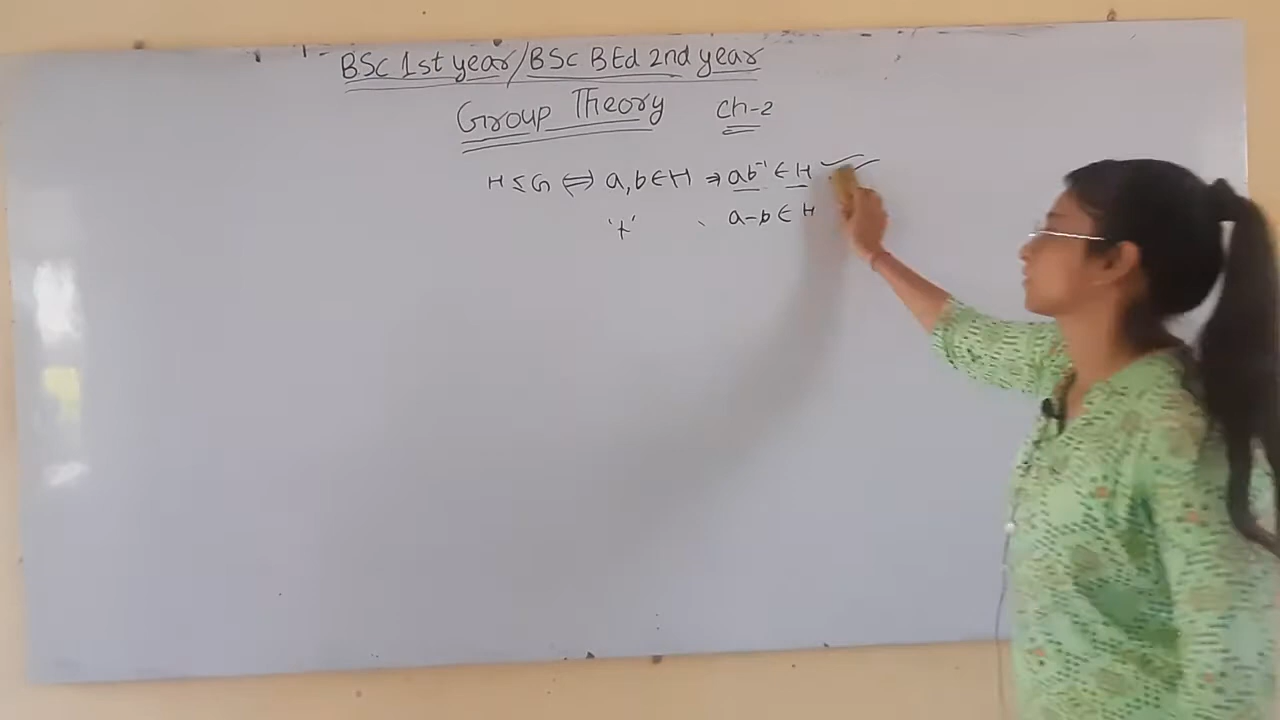 BSc 1st year/BSc BEd 2nd year
Group Theory Ch-2
H ≤ G ⇔ a,b ∈ H ⇒ ab⁻¹ ∈ H
'+' a-b ∈ H